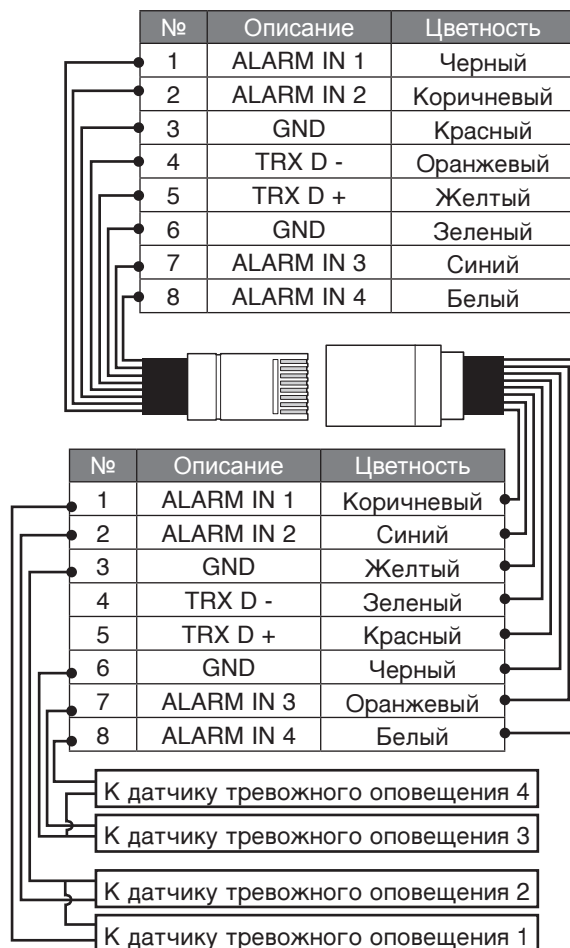 № Описание Цветность
1 ALARM IN 1 Черный
2 ALARM IN 2 Коричневый
3 GND Красный
4 TRX D - Оранжевый
5 TRX D + Желтый
6 GND Зеленый
7 ALARM IN 3 Синий
8 ALARM IN 4 Белый
№ Описание Цветность
1 ALARM IN 1 Коричневый
2 ALARM IN 2 Синий
3 GND Желтый
4 TRX D - Зеленый
5 TRX D + Красный
6 GND Черный
7 ALARM IN 3 Оранжевый
8 ALARM IN 4 Белый
К датчику тревожного оповещения 4
К датчику тревожного оповещения 3
К датчику тревожного оповещения 2
К датчику тревожного оповещения 1